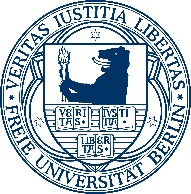 VERITAS IUSTITIA LIBERTAS
FREIE UNIVERSITÄT BERLIN
VERI IUSTI
TAS· TIA·
LIBER
TAS·